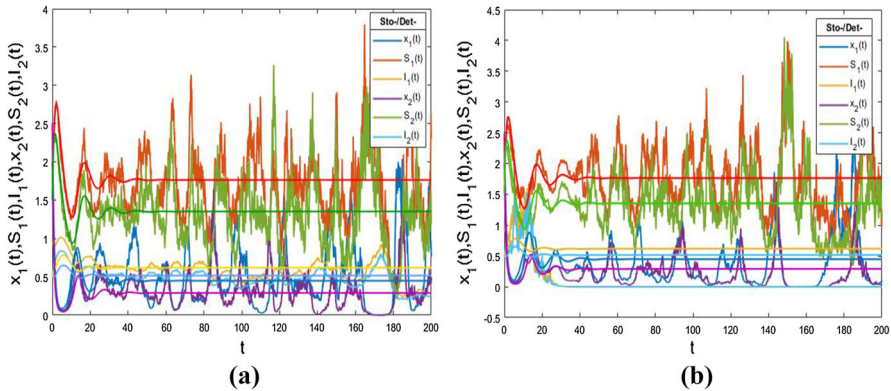 x1(t),S1(t),I1(t),x2(t),S2(t),I2(t)
4
3.5
3
2.5
2
1.5
1
0.5
0
0 20 40 60 80 100 120 140 160 180 200
t
Sto-/Det-
x1(t)
S1(t)
I1(t)
x2(t)
S2(t)
I2(t)
(a)
x1(t),S1(t),I1(t),x2(t),S2(t),I2(t)
4.5
4
3.5
3
2.5
2
1.5
1
0.5
0
-0.5
0 20 40 60 80 100 120 140 160 180 200
t
Sto-/Det-
x1(t)
S1(t)
I1(t)
x2(t)
S2(t)
I2(t)
(b)